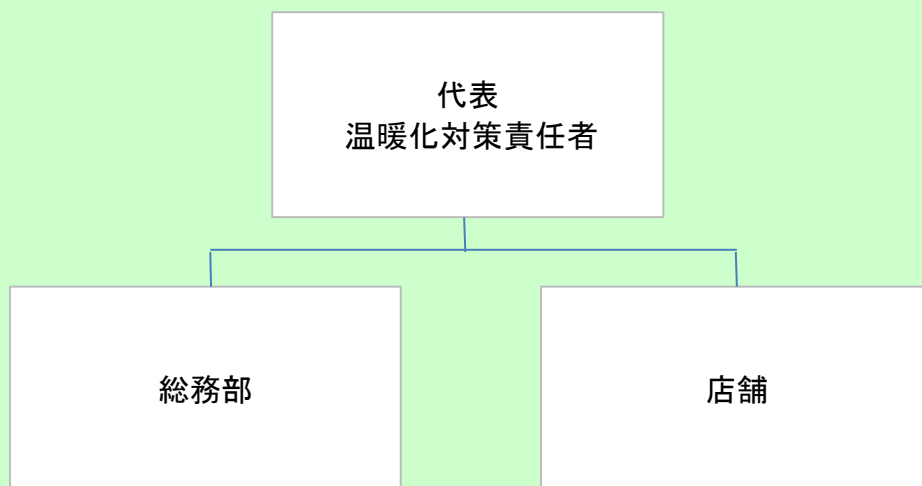 代表
温暖化対策責任者
総務部
店舗